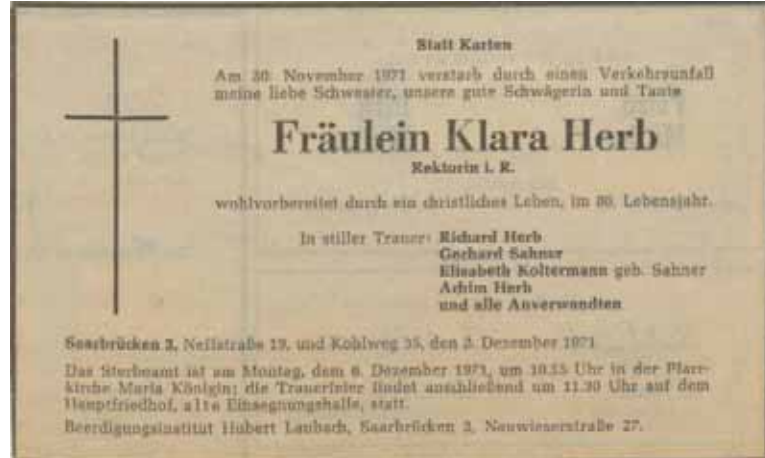 Statt Karten
Am 30. November 1971 verstarb durch einen Verkehrsunfall
meine liebe Schwester, unsere gute Schwägerin und Tante
Fräulein Klara Herb
Rektorin i. R.
wohlvorbereitet durch ein christliches Leben, im 80. Lebensjahr.
In stiller Trauer: Richard Herb
Gerhard Sahner
Elisabeth Koltermann geb. Sahner
Achim Herb
und alle Anverwandten
Saarbrücken 3, 19, und Kohlweg 35, den 3. Dezember 1971
Das Sterbeamt ist am Montag, dem 6. Dezember 1971, um 10.15 Uhr in der Pfarr-
kirche Maria Königin; die Trauerfeier findet anschließend um 11.30 Uhr auf dem
Hauptfriedhof, alte Einsegnungshalle, statt.
Beerdigungsinstitut Hubert Laubach, Saarbrücken 3, Nauwieserstraße 27.